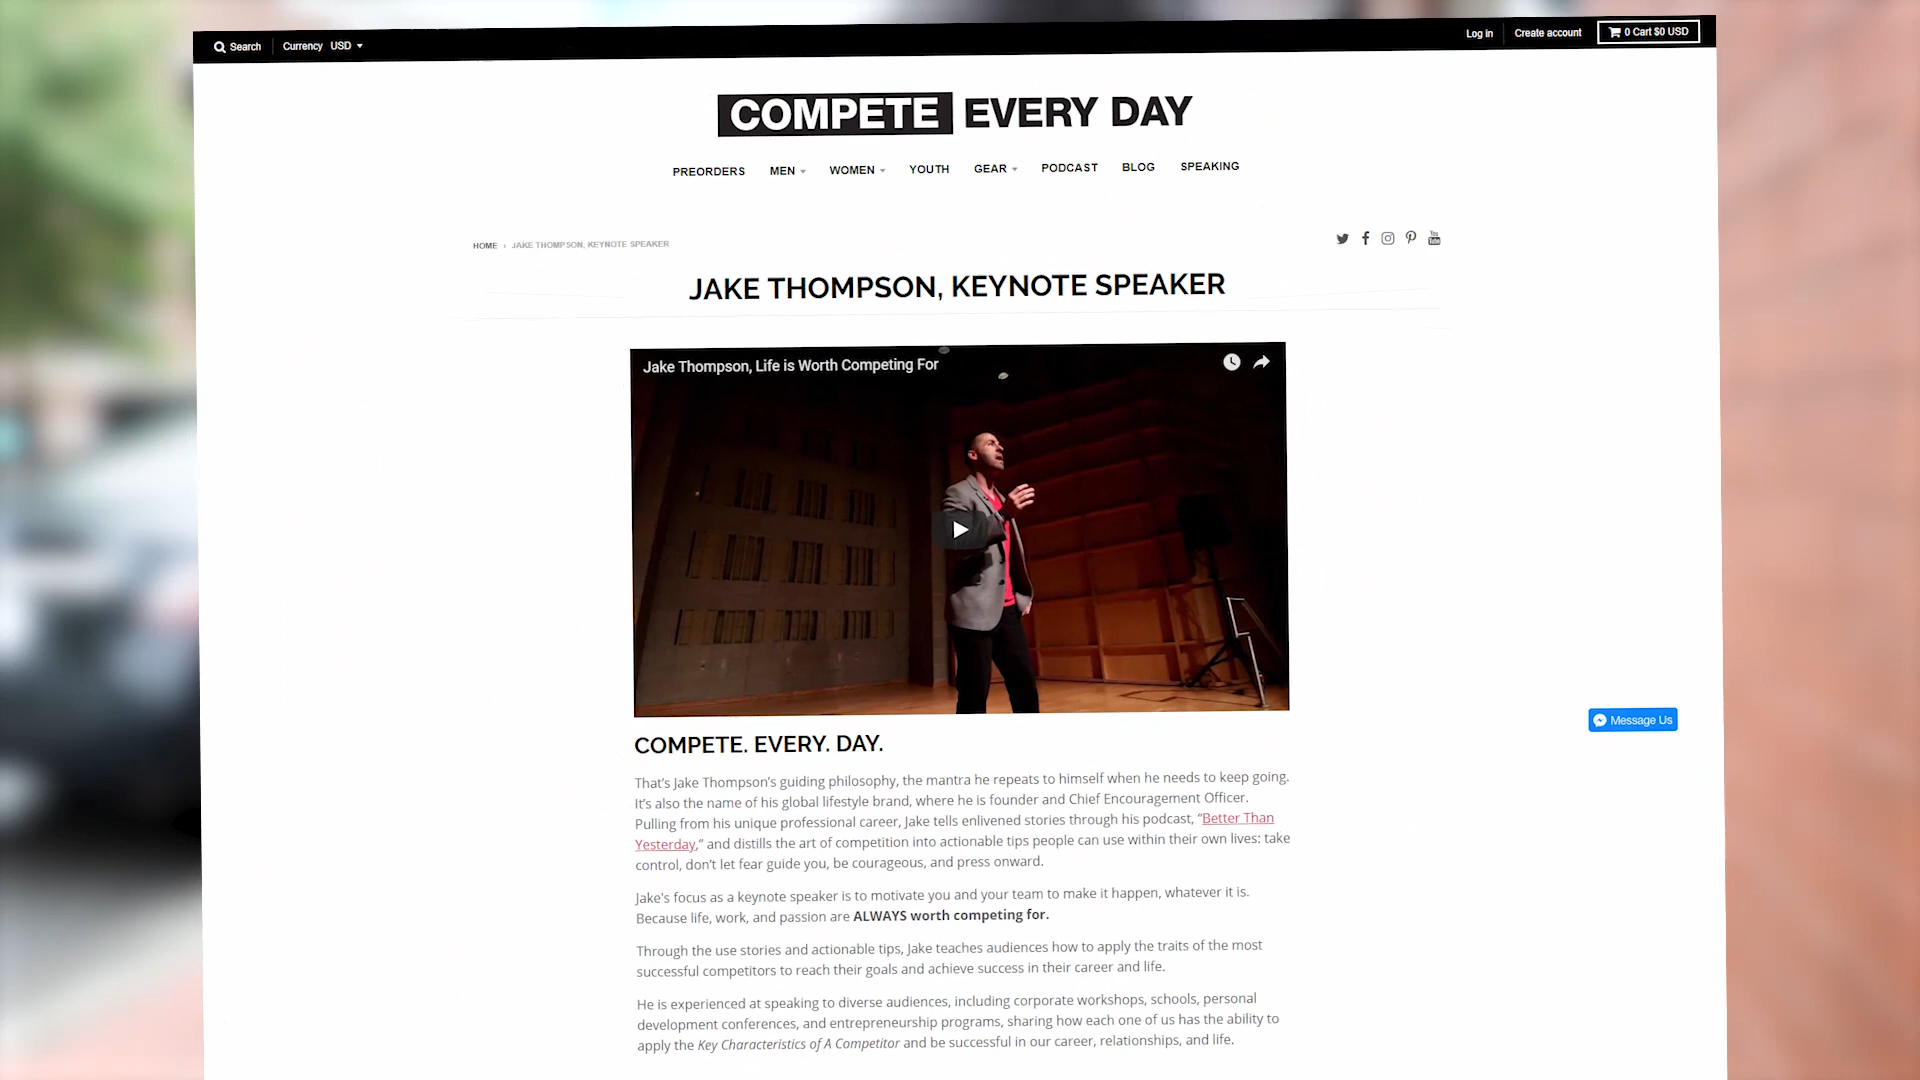 Search
Currency USD
Log in
Create account
0 Cart $0 USD
COMPETE EVERY DAY
PREORDERS MEN WOMEN YOUTH GEAR PODCAST BLOG SPEAKING
HOME › JAKE THOMPSON, KEYNOTE SPEAKER
You Tube
JAKE THOMPSON, KEYNOTE SPEAKER
Jake Thompson, Life is Worth Competing For
COMPETE. EVERY. DAY.
That’s Jake Thompson’s guiding philosophy, the mantra he repeats to himself when he needs to keep going.
It’s also the name of his global lifestyle brand, where he is founder and Chief Encouragement Officer.
Pulling from his unique professional career, Jake tells enlivened stories through his podcast, “Better Than
Yesterday,” and distills the art of competition into actionable tips people can use within their own lives: take
control, don’t let fear guide you, be courageous, and press onward.
Jake's focus as a keynote speaker is to motivate you and your team to make it happen, whatever it is.
Because life, work, and passion are ALWAYS worth competing for.
Through the use stories and actionable tips, Jake teaches audiences how to apply the traits of the most
successful competitors to reach their goals and achieve success in their career and life.
He is experienced at speaking to diverse audiences, including corporate workshops, schools, personal
development conferences, and entrepreneurship programs, sharing how each one of us has the ability to
apply the Key Characteristics of A Competitor and be successful in our career, relationships, and life.
Message Us